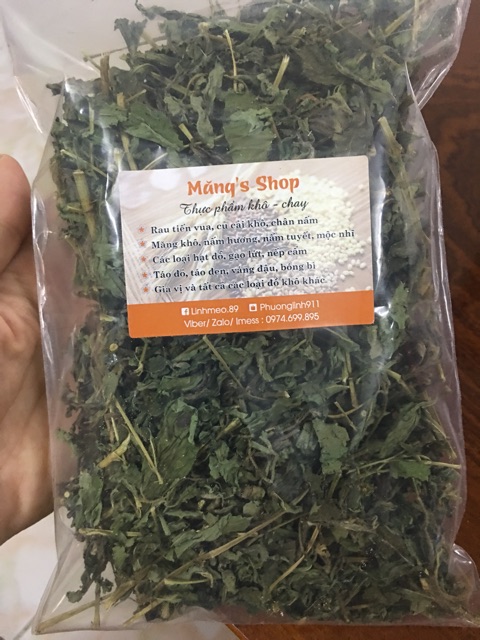 Măng's Shop
Thực phẩm khô - chay
Rau tiến vua, củ cải khô, chân nấm
Măng khô, nấm hương, nấm tuyết, mộc nhĩ
Các loại hạt đỏ, gạo lứt, nếp cẩm
Táo đỏ, táo đen, váng đậu, bóng bì
Gia vị và tất cả các loại đồ khô khác.
Linhmeo.89 Phuonglinh911
Viber/ Zalo/ Imess : 0974.699.895